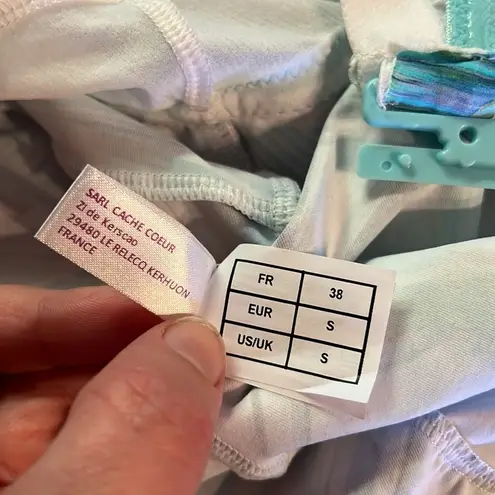 SARL CACHE COEUR
ZI de Kerscao
29480 LE RELECQ KERHUON
FRANCE
FR 38
EUR S
US/UK S